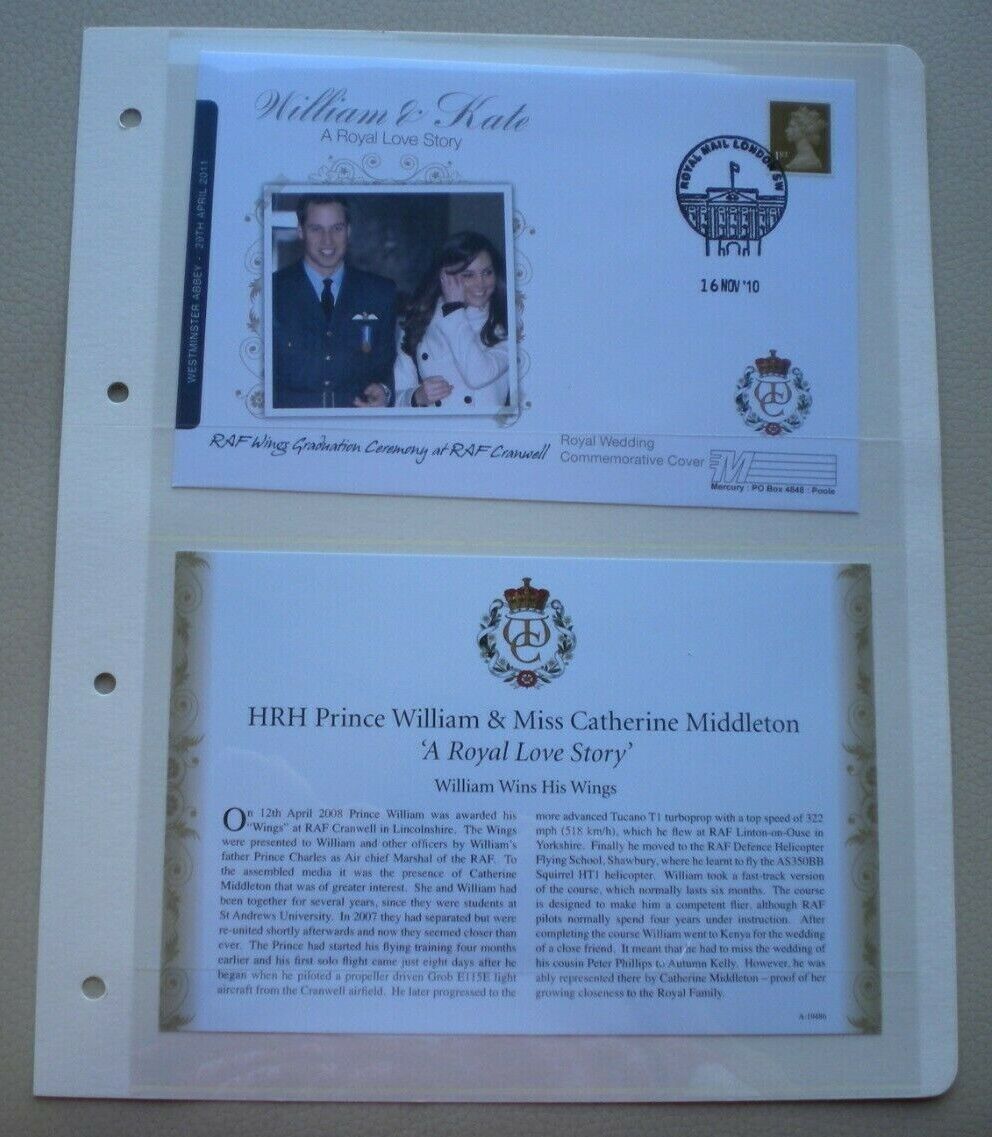 William & Kate
A Royal Love Story
WESTMINSTER ABBEY - 29TH APRIL 2011
ROYAL MAIL LONDON SW
1ST
16 NOV '10
RAF Wings Graduation Ceremony at RAF Cranwell
Royal Wedding
Commemorative Cover
M
Mercury : PO Box 4848 : Poole
HRH Prince William & Miss Catherine Middleton
‘A Royal Love Story’
William Wins His Wings
On 12th April 2008 Prince William was awarded his
"Wings" at RAF Cranwell in Lincolnshire. The Wings
were presented to William and other officers by William's
father Prince Charles as Air chief Marshal of the RAF. To
the assembled media it was the presence of Catherine
Middleton that was of greater interest. She and William had
been together for several years, since they were students at
St Andrews University. In 2007 they had separated but were
re-united shortly afterwards and now they seemed closer than
ever. The Prince had started his flying training four months
earlier and his first solo flight came just eight days after he
began when he piloted a propeller driven Grob E115E light
aircraft from the Cranwell airfield. He later progressed to the
more advanced Tucano T1 turboprop with a top speed of 322
mph (518 km/h), which he flew at RAF Linton-on-Ouse in
Yorkshire. Finally he moved to the RAF Defence Helicopter
Flying School, Shawbury, where he learnt to fly the AS350BB
Squirrel HT1 helicopter. William took a fast-track version
of the course, which normally lasts six months. The course
is designed to make him a competent flier, although RAF
pilots normally spend four years under instruction. After
completing the course William went to Kenya for the wedding
of a close friend. It meant that he had to miss the wedding of
his cousin Peter Phillips to Autumn Kelly. However, he was
ably represented there by Catherine Middleton – proof of her
growing closeness to the Royal Family.
A:10486